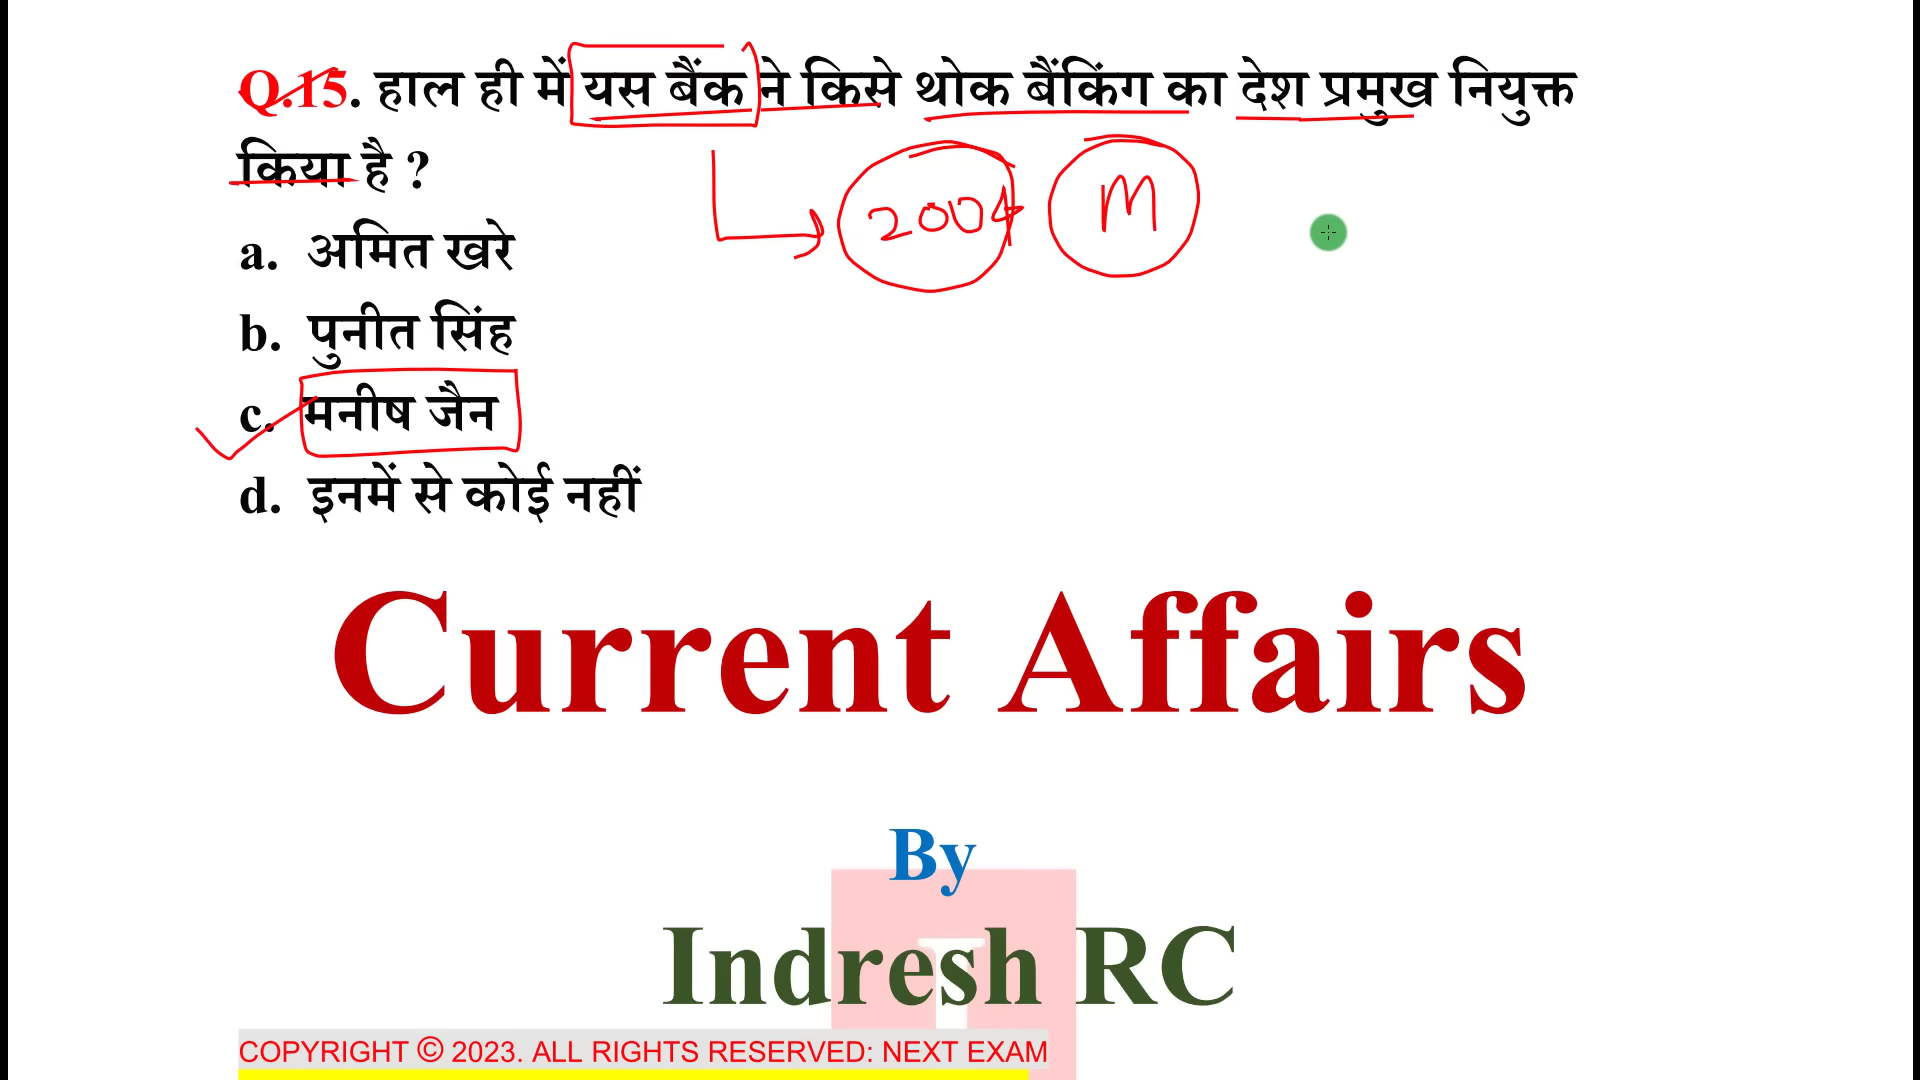 Q.15. हाल ही में यस बैंक ने किसे थोक बैंकिंग का देश प्रमुख नियुक्त
किया है ?
2004 M
a. अमित खरे
b. पुनीत सिंह
c. मनीष जैन
d. इनमें से कोई नहीं
Current Affairs
By
Indresh RC
COPYRIGHT © 2023. ALL RIGHTS RESERVED: NEXT EXAM